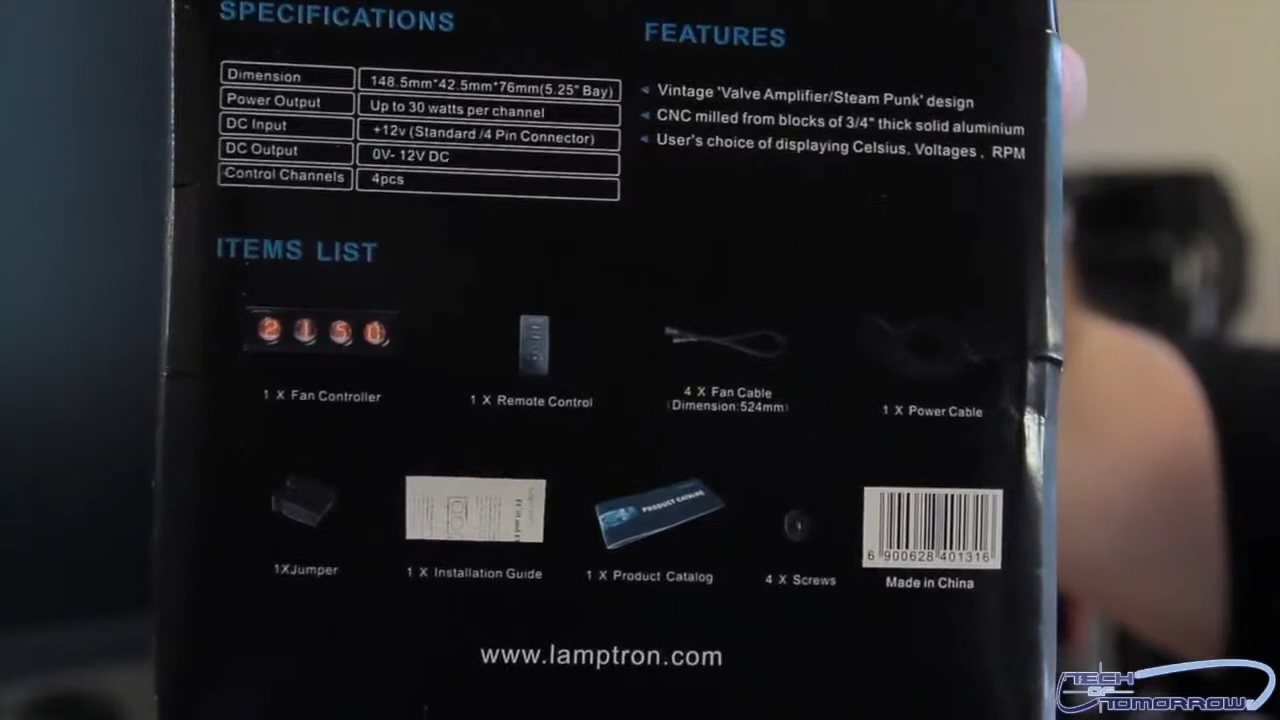 SPECIFICATIONS
Dimension 148.5mm*42.5mm*76mm(5.25" Bay)
Power Output Up to 30 watts per channel
DC Input +12v (Standard /4 Pin Connector)
DC Output 0V- 12V DC
Control Channels 4pcs
FEATURES
Vintage 'Valve Amplifier/Steam Punk' design
CNC milled from blocks of 3/4" thick solid aluminium
User's choice of displaying Celsius, Voltages , RPM
ITEMS LIST
2 1 5 0
1 X Fan Controller
1 X Remote Control
4 X Fan Cable
(Dimension:524mm)
1 X Power Cable
PRODUCT CATALOG
6 900628 401316
1XJumper
1 X Installation Guide
1 X Product Catalog
4 X Screws
Made in China
www.lamptron.com
TECH
OF
TOMORROW